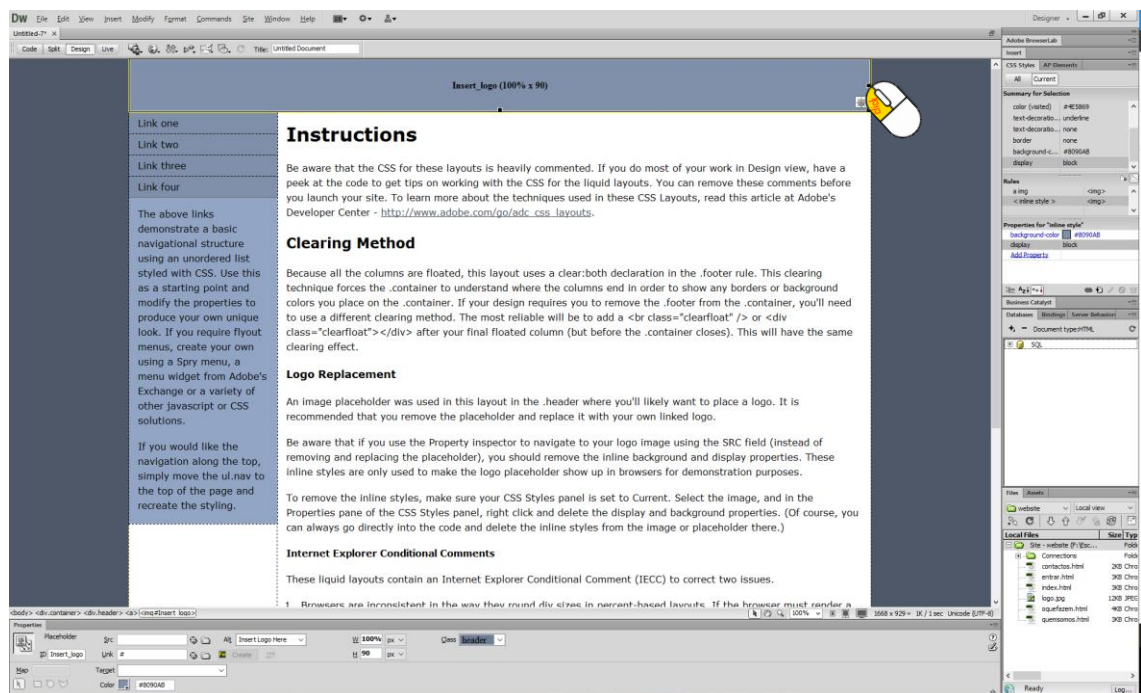 DW File Edit View Insert Modify Format Commands Site Window Help
Designer
Untitled-7* ×
Code Split Design Live Title: Untitled Document
Insert_logo (100% x 90)
Click
Link one
Link two
Link three
Link four
The above links
demonstrate a basic
navigational structure
using an unordered list
styled with CSS. Use this
as a starting point and
modify the properties to
produce your own unique
look. If you require flyout
menus, create your own
using a Spry menu, a
menu widget from Adobe's
Exchange or a variety of
other javascript or CSS
solutions.
If you would like the
navigation along the top,
simply move the ul.nav to
the top of the page and
recreate the styling.
Instructions
Be aware that the CSS for these layouts is heavily commented. If you do most of your work in Design view, have a
peek at the code to get tips on working with the CSS for the liquid layouts. You can remove these comments before
you launch your site. To learn more about the techniques used in these CSS Layouts, read this article at Adobe's
Developer Center - http://www.adobe.com/go/adc_css_layouts.
Clearing Method
Because all the columns are floated, this layout uses a clear:both declaration in the .footer rule. This clearing
technique forces the .container to understand where the columns end in order to show any borders or background
colors you place on the .container. If your design requires you to remove the .footer from the .container, you'll need
to use a different clearing method. The most reliable will be to add a <br class="clearfloat" /> or <div
class="clearfloat"></div> after your final floated column (but before the .container closes). This will have the same
clearing effect.
Logo Replacement
An image placeholder was used in this layout in the .header where you'll likely want to place a logo. It is
recommended that you remove the placeholder and replace it with your own linked logo.
Be aware that if you use the Property inspector to navigate to your logo image using the SRC field (instead of
removing and replacing the placeholder), you should remove the inline background and display properties. These
inline styles are only used to make the logo placeholder show up in browsers for demonstration purposes.
To remove the inline styles, make sure your CSS Styles panel is set to Current. Select the image, and in the
Properties pane of the CSS Styles panel, right click and delete the display and background properties. (Of course, you
can always go directly into the code and delete the inline styles from the image or placeholder there.)
Internet Explorer Conditional Comments
These liquid layouts contain an Internet Explorer Conditional Comment (IECC) to correct two issues.
1. Browsers are inconsistent in the way they round div sizes in percent-based layouts. If the browser must render a
<body> <div.container> <div.header> <a> <img#Insert_logo>
100% 1668 x 929 1K / 1 sec Unicode (UTF-8)
Properties
Placeholder Src Alt Insert Logo Here W 100% px Class header
ID Insert_logo Link # Create H 90 px
Map Target
Color #8090AB
Adobe BrowserLab
Insert
CSS Styles AP Elements
All Current
Summary for Selection
color (visited) #4E5869
text-decoratio... underline
text-decoratio... none
border none
background-c... #8090AB
display block
Rules
a img <img>
< inline style > <img>
Properties for "inline style"
background-color #8090AB
display block
Add Property
Business Catalyst
Databases Bindings Server Behavior
Document type:HTML
SQL
Files Assets
website Local view
Local Files Size Typ
Site - website (F:\Esc... Fold
Connections Fold
contactos.html 2KB Chro
entrar.html 3KB Chro
index.html 3KB Chro
logo.jpg 12KB JPEG
oquefazem.html 4KB Chro
quemsomos.html 3KB Chro
Ready Log...